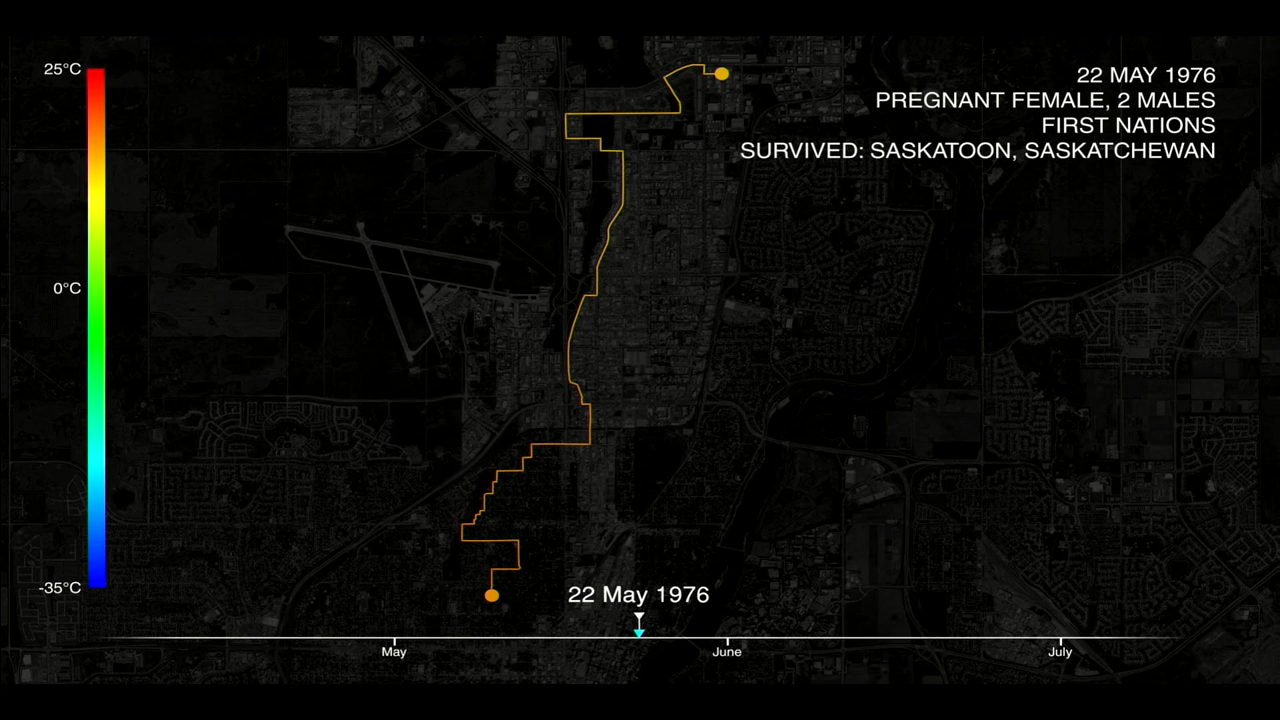 25°C
0°C
-35°C
22 MAY 1976
PREGNANT FEMALE, 2 MALES
FIRST NATIONS
SURVIVED: SASKATOON, SASKATCHEWAN
22 May 1976
May
June
July